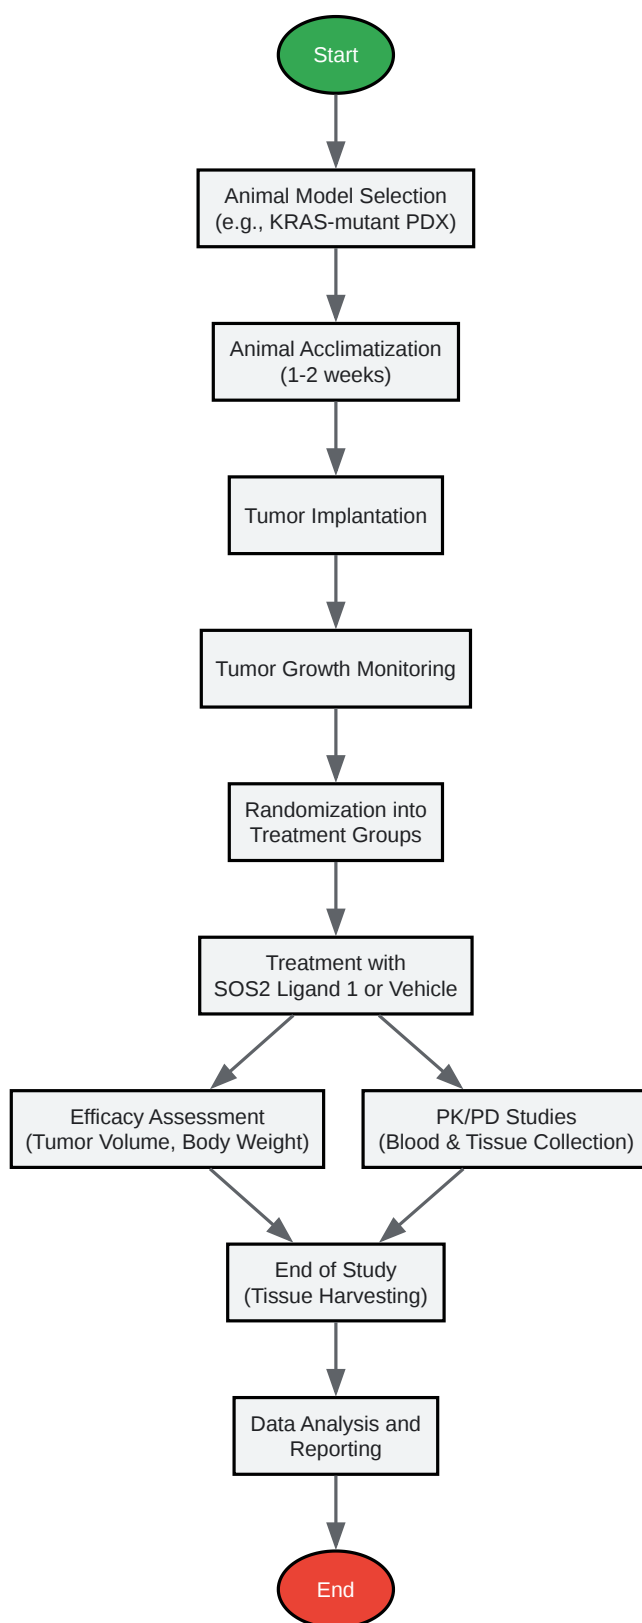 Start
Animal Model Selection
(e.g., KRAS-mutant PDX)
Animal Acclimatization
(1-2 weeks)
Tumor Implantation
Tumor Growth Monitoring
Randomization into
Treatment Groups
Treatment with
SOS2 Ligand 1 or Vehicle
Efficacy Assessment
(Tumor Volume, Body Weight)
PK/PD Studies
(Blood & Tissue Collection)
End of Study
(Tissue Harvesting)
Data Analysis and
Reporting
End